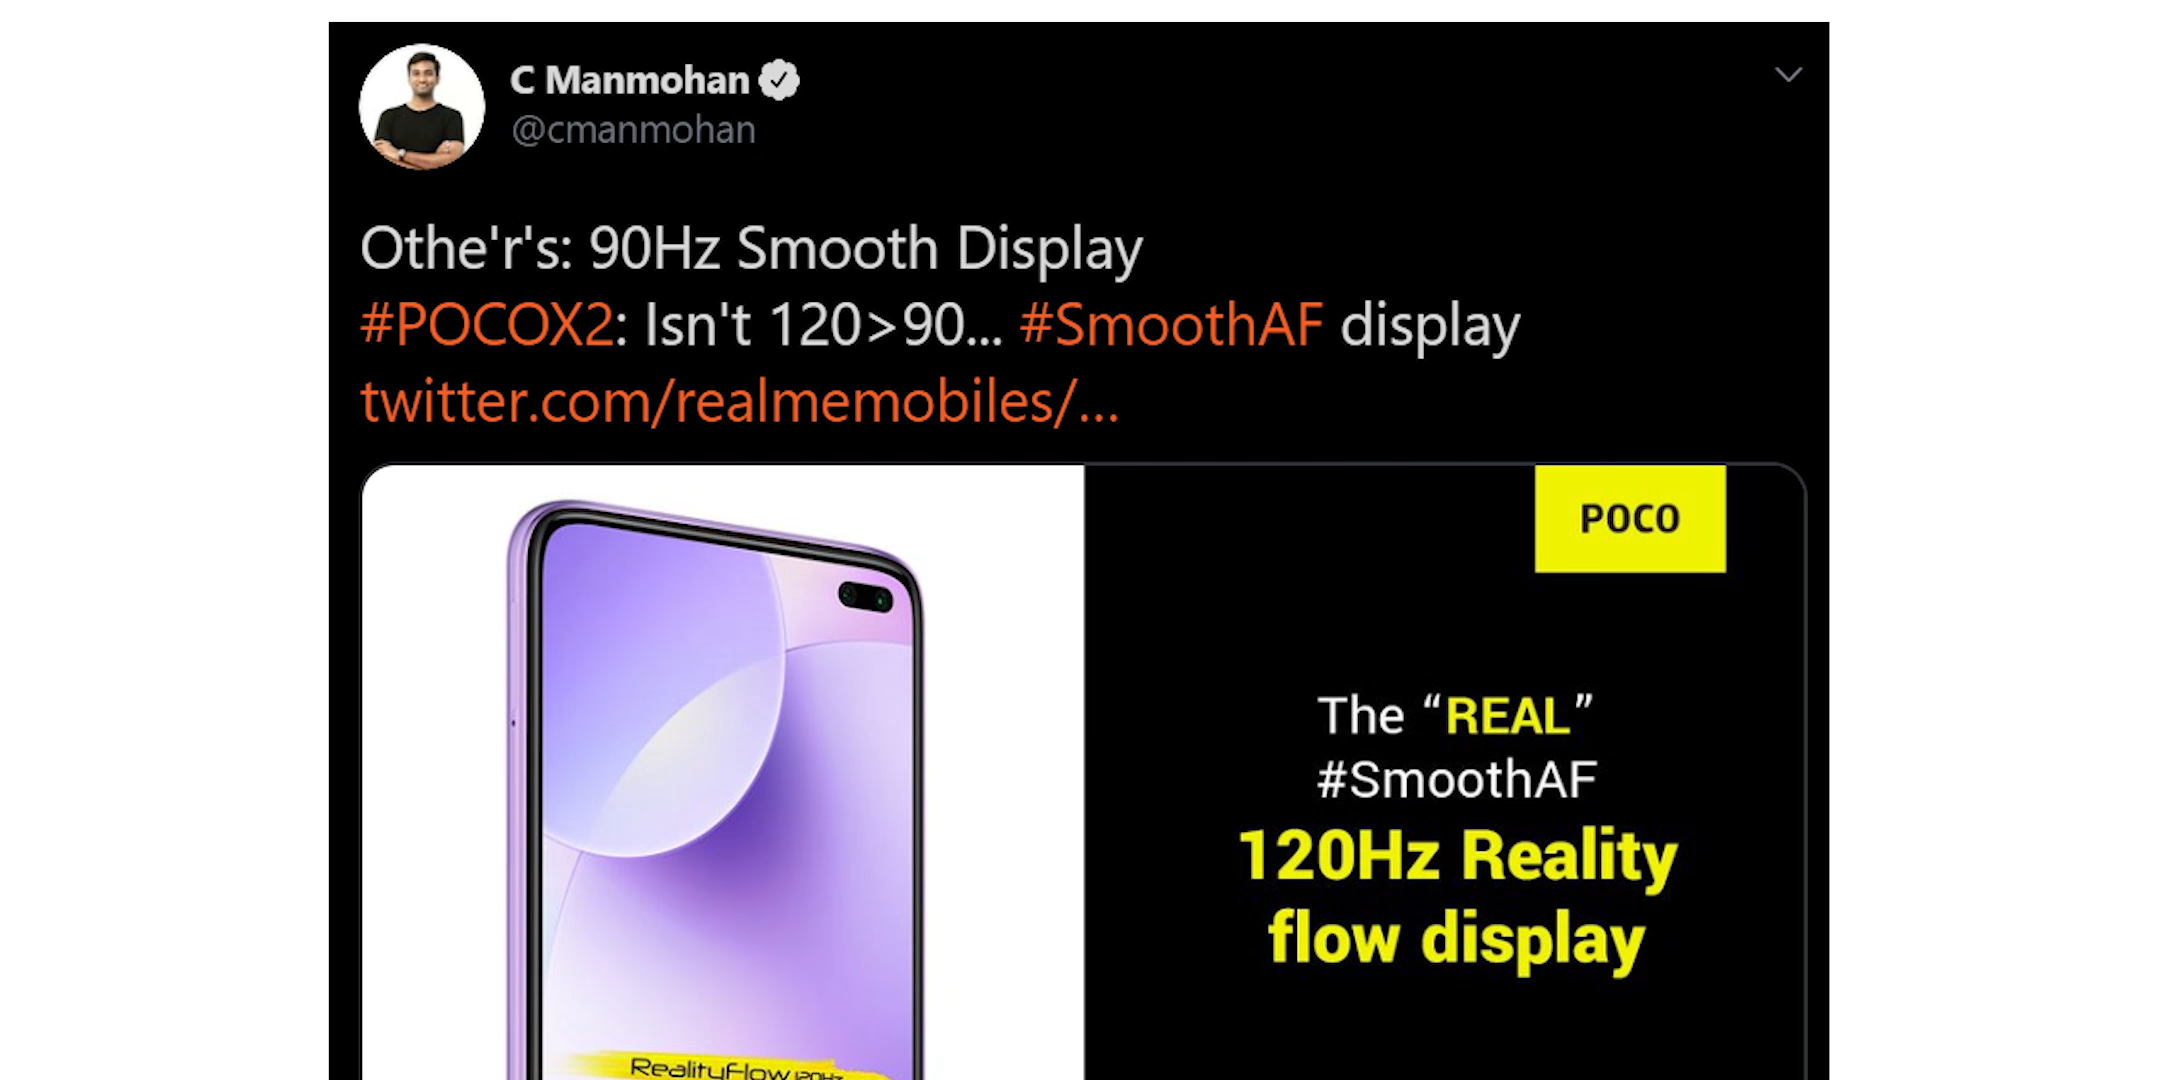 C Manmohan
@cmanmohan
Othe'r's: 90Hz Smooth Display
#POCOX2: Isn't 120>90... #SmoothAF display
twitter.com/realmemobiles/...
POCO
The “REAL”
#SmoothAF
120Hz Reality
flow display
RealityFlow 120Hz